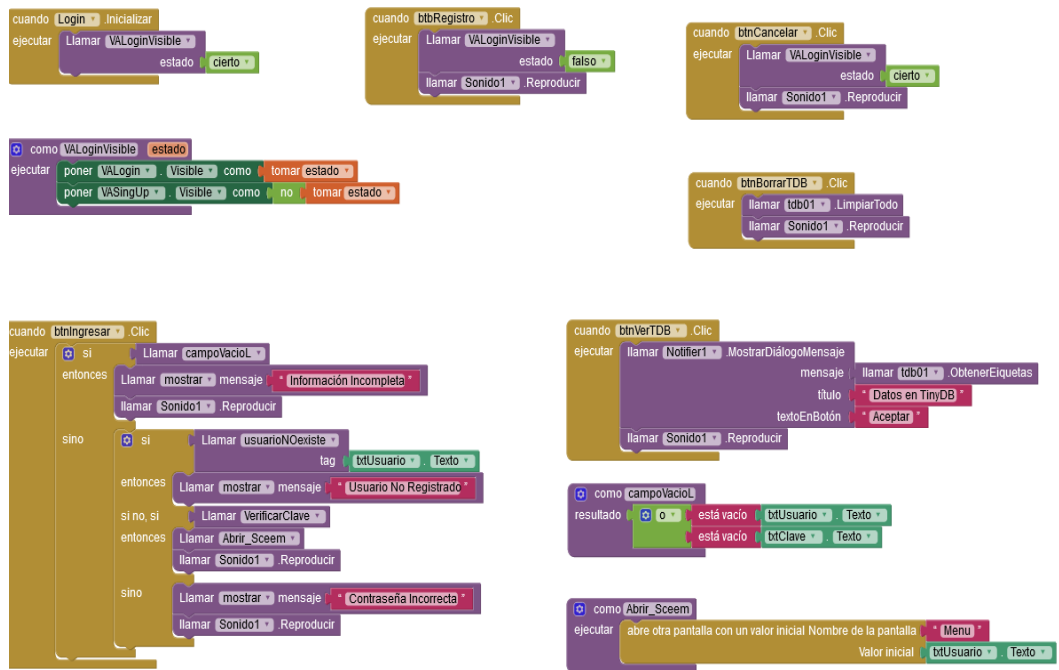 cuando Login .Inicializar
ejecutar Llamar VALoginVisible
estado cierto
cuando btbRegistro .Clic
ejecutar Llamar VALoginVisible
estado falso
llamar Sonido1 .Reproducir
cuando btnCancelar .Clic
ejecutar Llamar VALoginVisible
estado cierto
llamar Sonido1 .Reproducir
como VALoginVisible estado
ejecutar poner VALogin . Visible como tomar estado
poner VASingUp . Visible como no tomar estado
cuando btnBorrarTDB .Clic
ejecutar llamar tdb01 .LimpiarTodo
llamar Sonido1 .Reproducir
cuando btnIngresar .Clic
ejecutar si Llamar campoVacioL
entonces Llamar mostrar mensaje " Información Incompleta "
llamar Sonido1 .Reproducir
sino si Llamar usuarioNOexiste
tag txtUsuario . Texto
entonces Llamar mostrar mensaje " Usuario No Registrado "
si no, si Llamar VerificarClave
entonces Llamar Abrir_Sceem
llamar Sonido1 .Reproducir
sino Llamar mostrar mensaje " Contraseña Incorrecta "
llamar Sonido1 .Reproducir
cuando btnVerTDB .Clic
ejecutar llamar Notifier1 .MostrarDiálogoMensaje
mensaje llamar tdb01 .ObtenerEiquetas
título " Datos en TinyDB "
textoEnBotón " Aceptar "
llamar Sonido1 .Reproducir
como campoVacioL
resultado o está vacío txtUsuario . Texto
está vacío txtClave . Texto
como Abrir_Sceem
ejecutar abre otra pantalla con un valor inicial Nombre de la pantalla " Menu "
Valor inicial txtUsuario . Texto